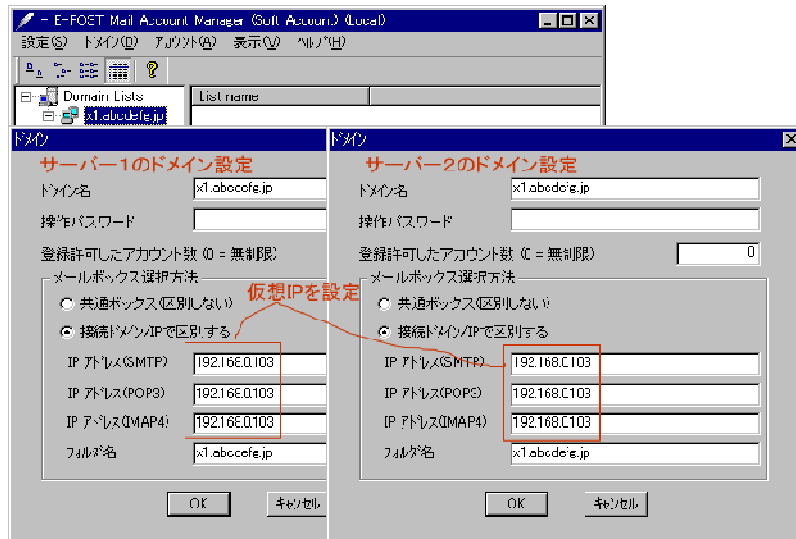 - E-POST Mail Account Manager (Soft Account) (Local)
設定(S) ドメイン(D) アカウント(A) 表示(V) ヘルプ(H)
Domain Lists
List name
x1.abcdefg.jp
ドメイン
サーバー1のドメイン設定
ドメイン名
x1.abcdefg.jp
操作パスワード
登録許可したアカウント数 (0 = 無制限)
メールボックス選択方法
共通ボックス(区別しない)
接続ドメイン/IPで区別する
IP アドレス(SMTP)
192.168.0.103
IP アドレス(POP3)
192.168.0.103
IP アドレス(IMAP4)
192.168.0.103
フォルダ名
x1.abcdefg.jp
OK
キャンセル
仮想IPを設定
ドメイン
サーバー2のドメイン設定
ドメイン名
x1.abcdefg.jp
操作パスワード
登録許可したアカウント数 (0 = 無制限)
0
メールボックス選択方法
共通ボックス(区別しない)
接続ドメイン/IPで区別する
IP アドレス(SMTP)
192.168.0.103
IP アドレス(POP3)
192.168.0.103
IP アドレス(IMAP4)
192.168.0.103
フォルダ名
x1.abcdefg.jp
OK
キャンセル